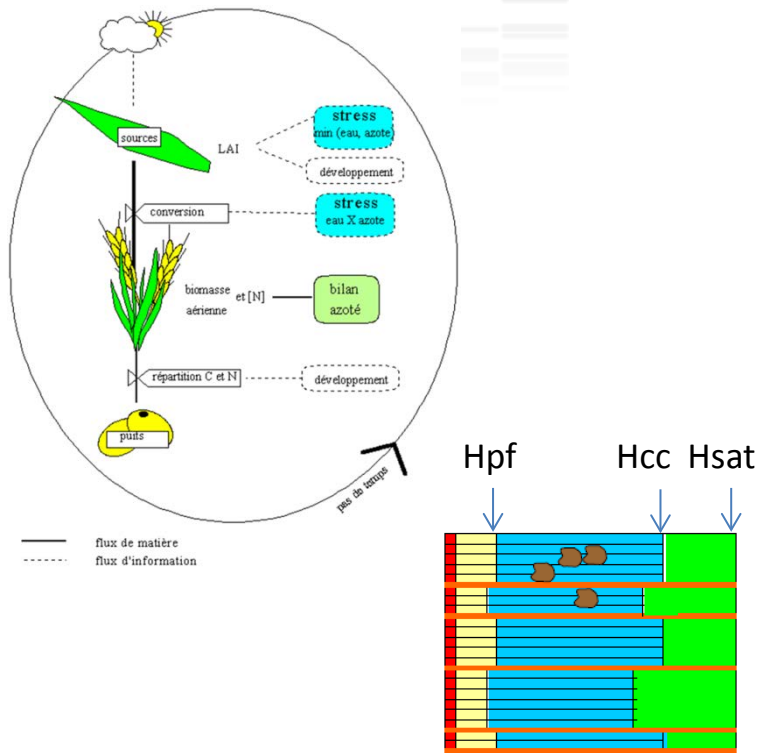 sources
LAI
stress
min (eau, azote)
développement
conversion
stress
eau X azote
biomasse
aérienne
et [N]
bilan
azoté
répartition C et N
développement
puits
pas de temps
flux de matière
flux d'information
Hpf
Hcc
Hsat